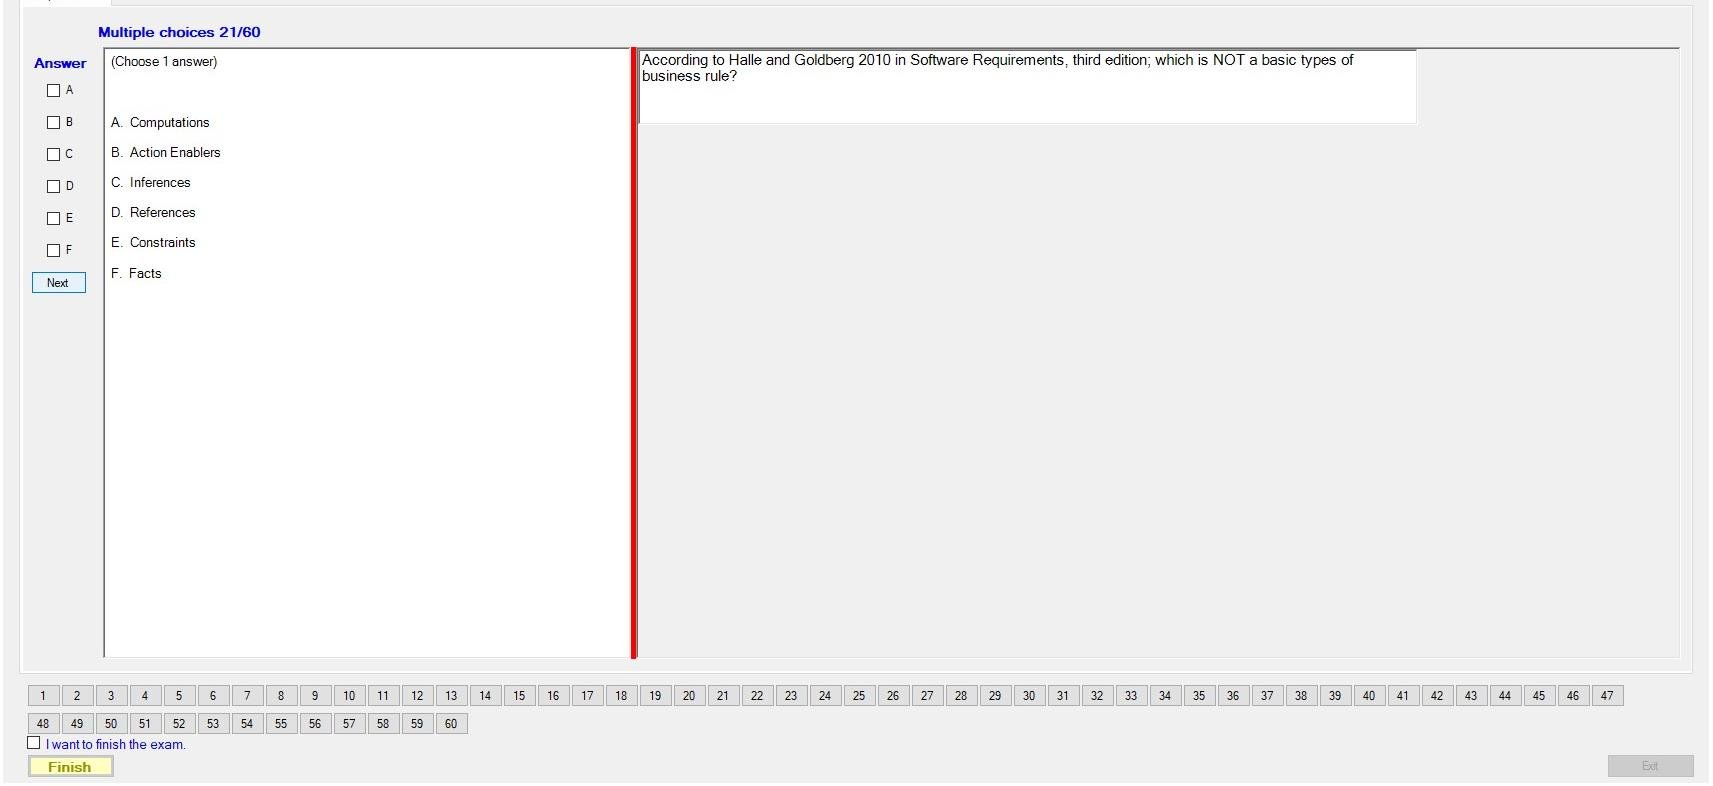 Multiple choices 21/60
Answer
A
B
C
D
E
F
Next
(Choose 1 answer)
A. Computations
B. Action Enablers
C. Inferences
D. References
E. Constraints
F. Facts
According to Halle and Goldberg 2010 in Software Requirements, third edition; which is NOT a basic types of
business rule?
1 2 3 4 5 6 7 8 9 10 11 12 13 14 15 16 17 18 19 20 21 22 23 24 25 26 27 28 29 30 31 32 33 34 35 36 37 38 39 40 41 42 43 44 45 46 47
48 49 50 51 52 53 54 55 56 57 58 59 60
I want to finish the exam.
Finish
Exit